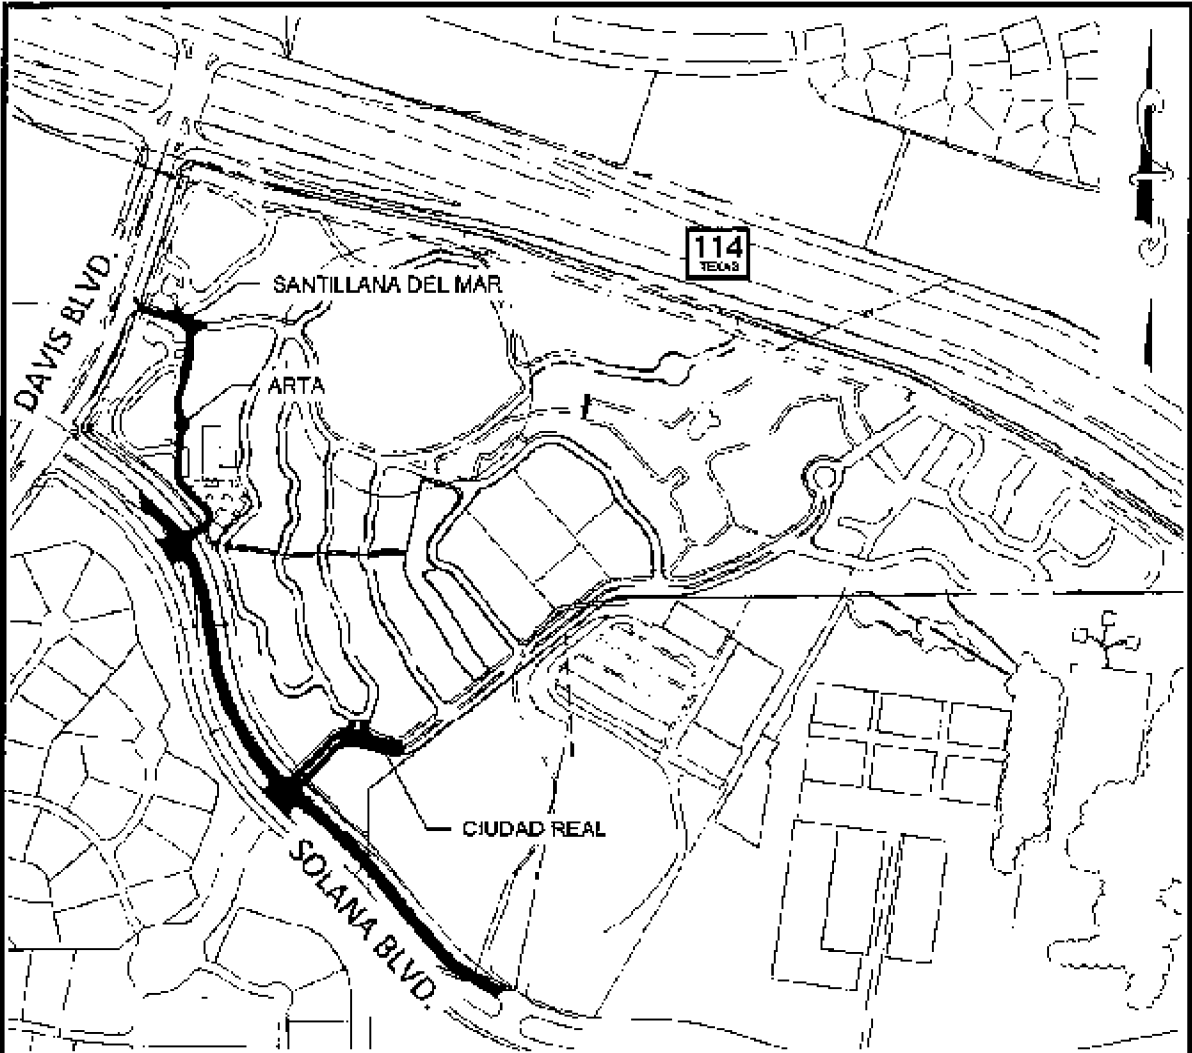 114
TEXAS
SANTILLANA DEL MAR
DAVIS BLVD.
ARTA
CIUDAD REAL
SOLANA BLVD.